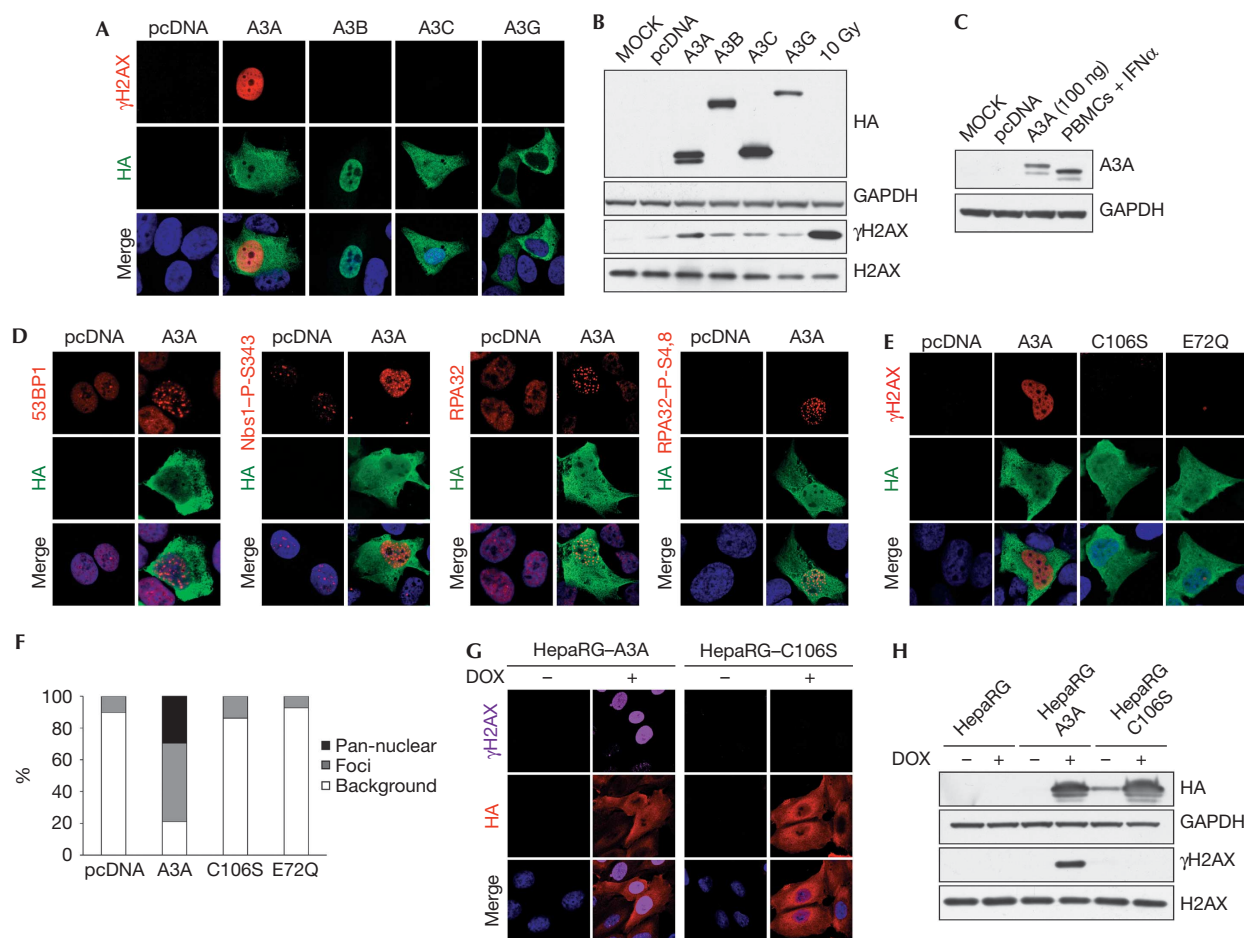 A
pcDNA A3A A3B A3C A3G
γH2AX
HA
Merge
B
MOCK pcDNA A3A A3B A3C A3G 10 Gy
HA
GAPDH
γH2AX
H2AX
C
MOCK pcDNA A3A (100 ng) PBMCs + IFNα
A3A
GAPDH
D
pcDNA A3A
53BP1
HA
Merge
pcDNA A3A
Nbs1–P-S343
HA
Merge
pcDNA A3A
RPA32
HA
Merge
pcDNA A3A
RPA32–P-S4,8
HA
Merge
E
pcDNA A3A C106S E72Q
γH2AX
HA
Merge
F
100
80
60
40
20
0
%
pcDNA A3A C106S E72Q
Pan-nuclear
Foci
Background
G
HepaRG–A3A HepaRG–C106S
DOX – + – +
γH2AX
HA
Merge
H
HepaRG
HepaRG A3A
HepaRG C106S
DOX – + – + – +
HA
GAPDH
γH2AX
H2AX